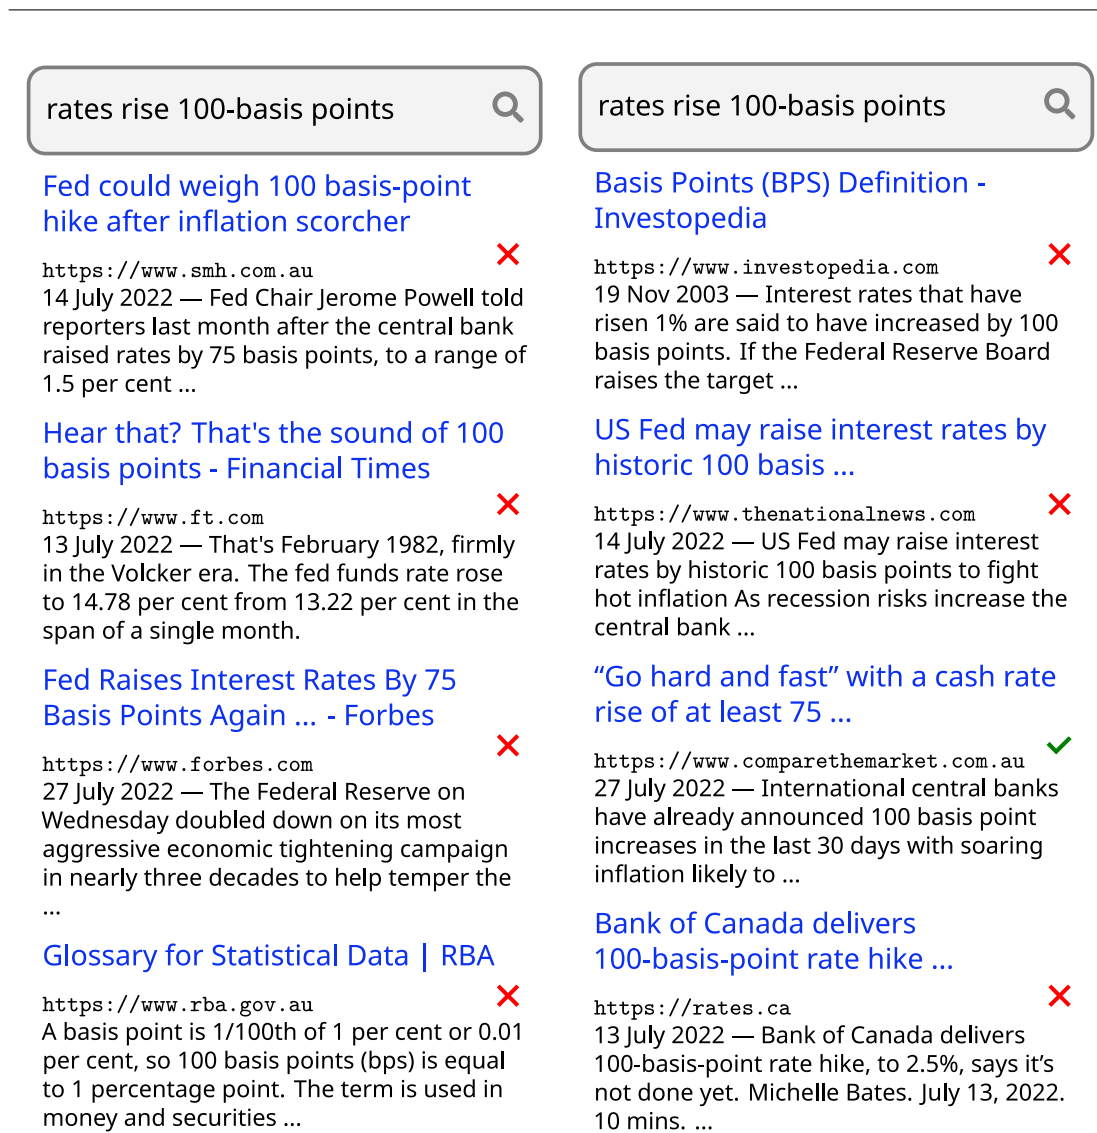 rates rise 100-basis points
Fed could weigh 100 basis-point
hike after inflation scorcher
https://www.smh.com.au
14 July 2022 — Fed Chair Jerome Powell told
reporters last month after the central bank
raised rates by 75 basis points, to a range of
1.5 per cent ...
Hear that? That's the sound of 100
basis points - Financial Times
https://www.ft.com
13 July 2022 — That's February 1982, firmly
in the Volcker era. The fed funds rate rose
to 14.78 per cent from 13.22 per cent in the
span of a single month.
Fed Raises Interest Rates By 75
Basis Points Again ... - Forbes
https://www.forbes.com
27 July 2022 — The Federal Reserve on
Wednesday doubled down on its most
aggressive economic tightening campaign
in nearly three decades to help temper the
...
Glossary for Statistical Data | RBA
https://www.rba.gov.au
A basis point is 1/100th of 1 per cent or 0.01
per cent, so 100 basis points (bps) is equal
to 1 percentage point. The term is used in
money and securities ...
rates rise 100-basis points
Basis Points (BPS) Definition -
Investopedia
https://www.investopedia.com
19 Nov 2003 — Interest rates that have
risen 1% are said to have increased by 100
basis points. If the Federal Reserve Board
raises the target ...
US Fed may raise interest rates by
historic 100 basis ...
https://www.thenationalnews.com
14 July 2022 — US Fed may raise interest
rates by historic 100 basis points to fight
hot inflation As recession risks increase the
central bank ...
“Go hard and fast” with a cash rate
rise of at least 75 ...
https://www.comparethemarket.com.au
27 July 2022 — International central banks
have already announced 100 basis point
increases in the last 30 days with soaring
inflation likely to ...
Bank of Canada delivers
100-basis-point rate hike ...
https://rates.ca
13 July 2022 — Bank of Canada delivers
100-basis-point rate hike, to 2.5%, says it’s
not done yet. Michelle Bates. July 13, 2022.
10 mins. ...